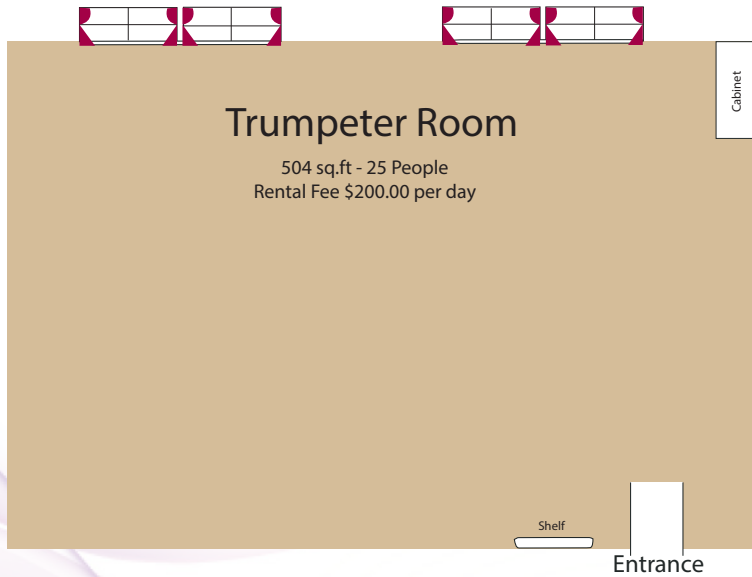 Trumpeter Room
504 sq.ft - 25 People
Rental Fee $200.00 per day
Cabinet
Shelf
Entrance